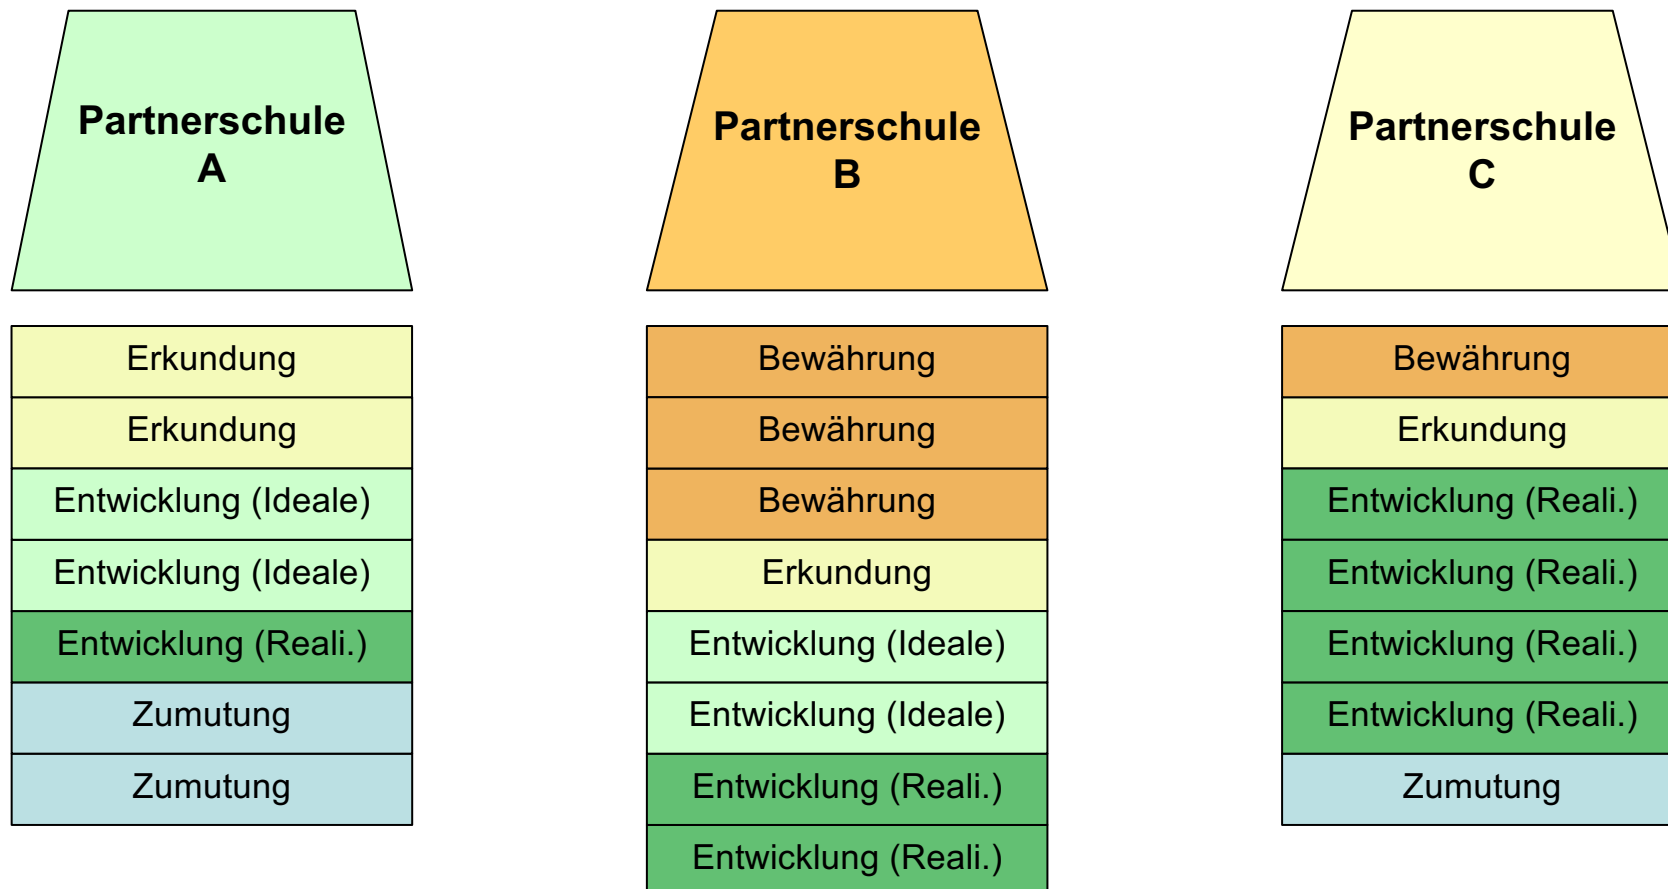 Partnerschule
A
Erkundung
Erkundung
Entwicklung (Ideale)
Entwicklung (Ideale)
Entwicklung (Reali.)
Zumutung
Zumutung
Partnerschule
B
Bewährung
Bewährung
Bewährung
Erkundung
Entwicklung (Ideale)
Entwicklung (Ideale)
Entwicklung (Reali.)
Entwicklung (Reali.)
Partnerschule
C
Bewährung
Erkundung
Entwicklung (Reali.)
Entwicklung (Reali.)
Entwicklung (Reali.)
Entwicklung (Reali.)
Zumutung